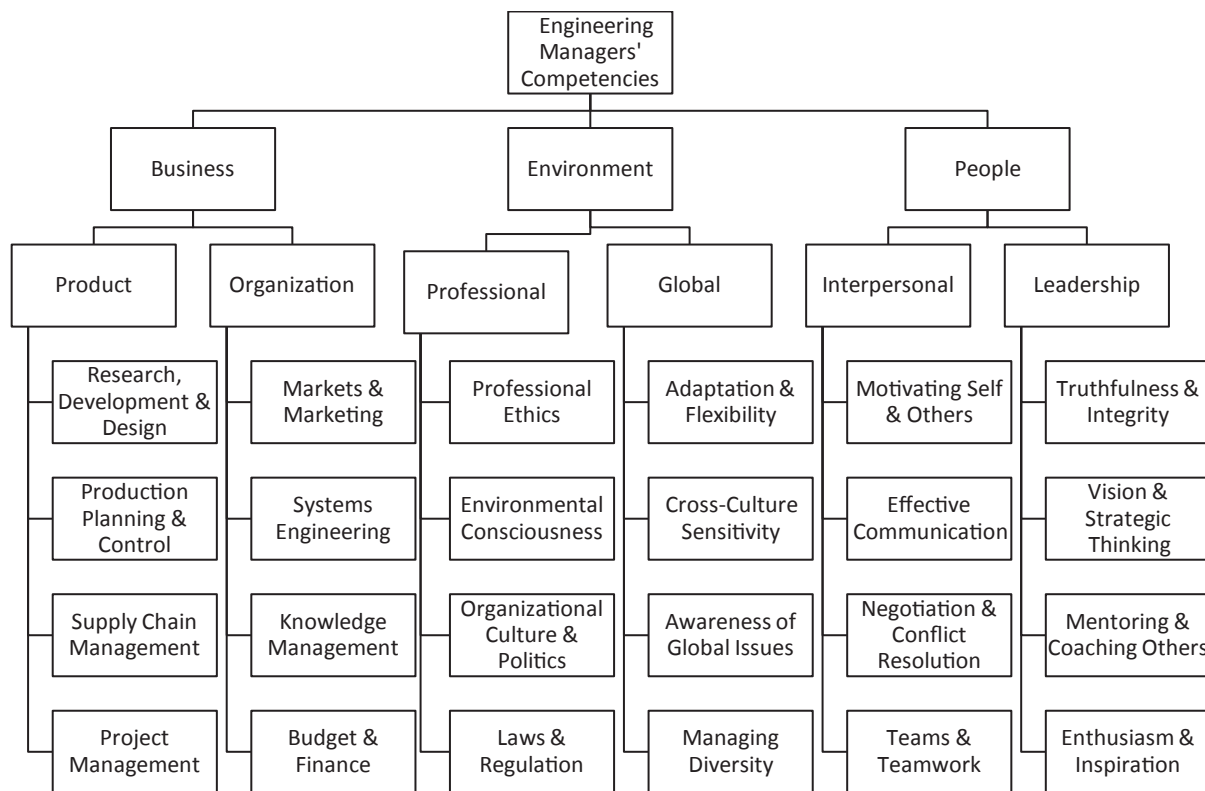 Engineering
Managers'
Competencies
Business
Environment
People
Product
Organization
Professional
Global
Interpersonal
Leadership
Research,
Development &
Design
Markets &
Marketing
Professional
Ethics
Adaptation &
Flexibility
Motivating Self
& Others
Truthfulness &
Integrity
Production
Planning &
Control
Systems
Engineering
Environmental
Consciousness
Cross-Culture
Sensitivity
Effective
Communication
Vision &
Strategic
Thinking
Supply Chain
Management
Knowledge
Management
Organizational
Culture &
Politics
Awareness of
Global Issues
Negotiation &
Conflict
Resolution
Mentoring &
Coaching Others
Project
Management
Budget &
Finance
Laws &
Regulation
Managing
Diversity
Teams &
Teamwork
Enthusiasm &
Inspiration